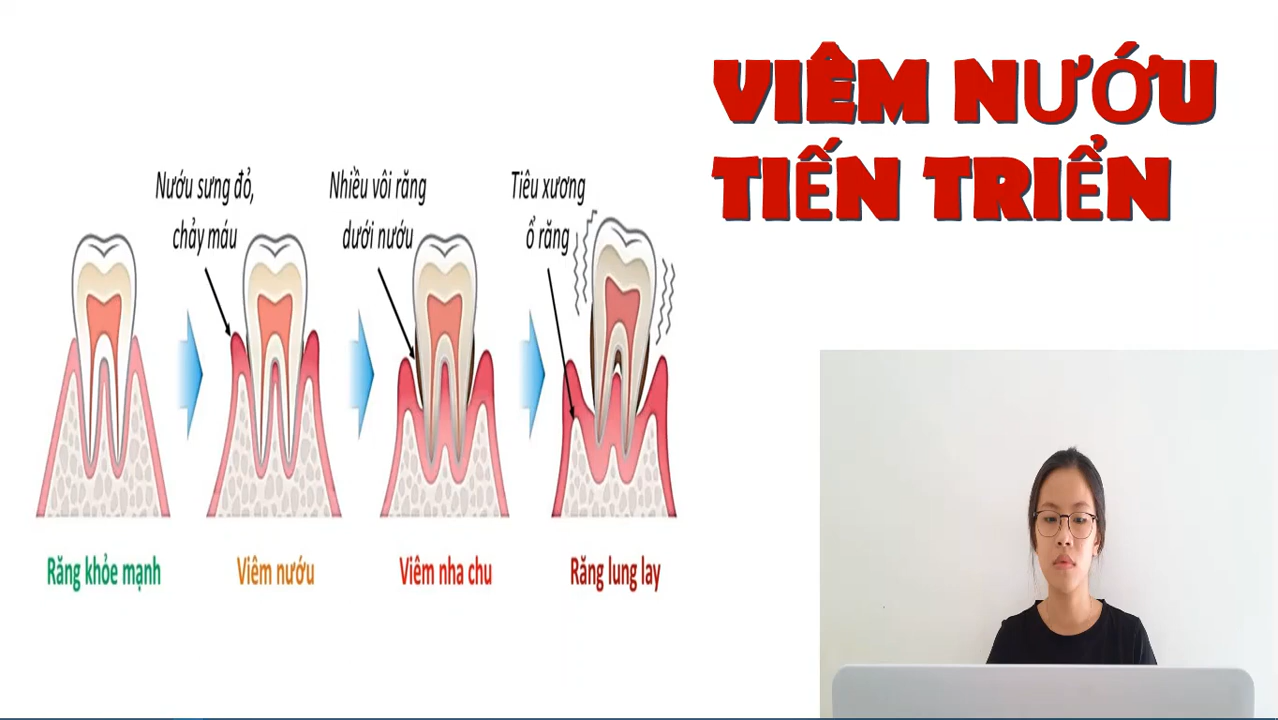 VIÊM NƯỚU
TIẾN TRIỂN
Nướu sưng đỏ,
chảy máu
Nhiều vôi răng
dưới nướu
Tiêu xương
ổ răng
Răng khỏe mạnh
Viêm nướu
Viêm nha chu
Răng lung lay